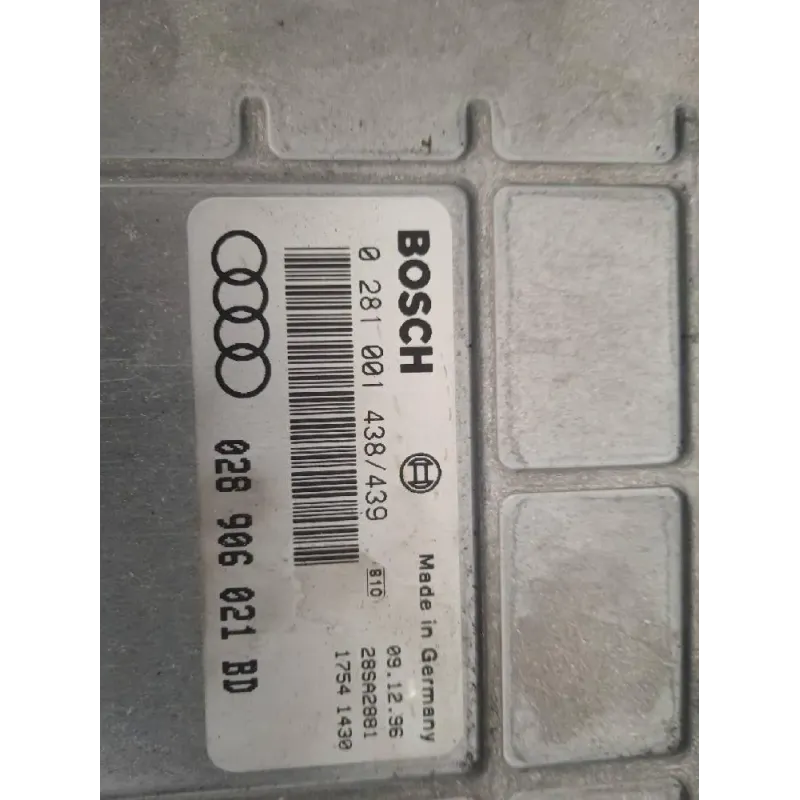 BOSCH
Made in Germany
0 281 001 438/439
810
09.12.96
28SA2881
1754 1430
028 906 021 BD